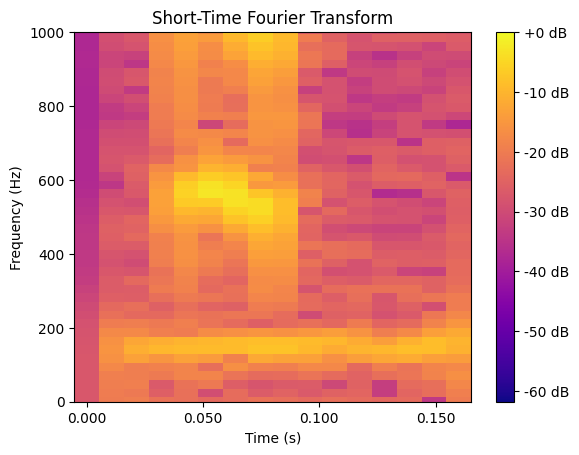 Short-Time Fourier Transform
1000
800
600
400
200
0
Frequency (Hz)
0.000
0.050
0.100
0.150
Time (s)
+0 dB
-10 dB
-20 dB
-30 dB
-40 dB
-50 dB
-60 dB